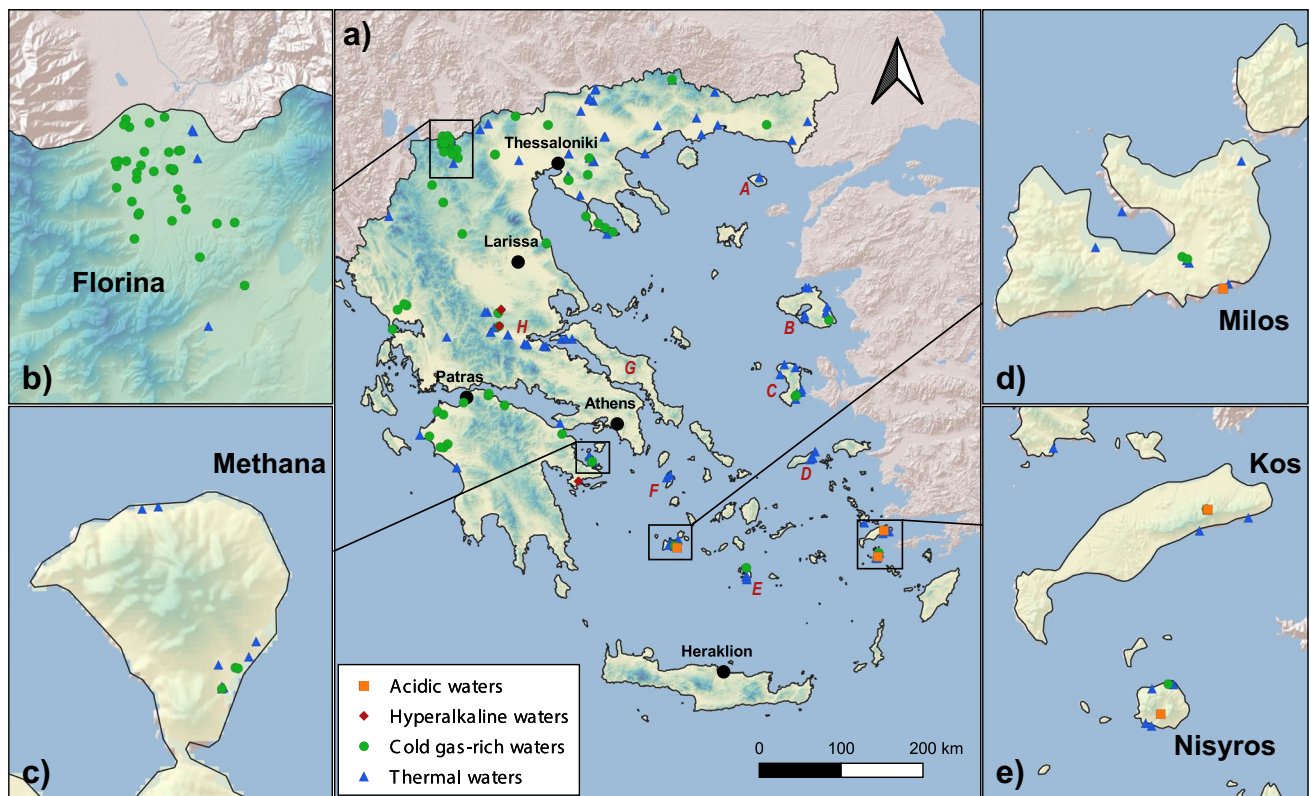 a)
Thessaloniki
A
Larissa
B
H
G
C
Patras
Athens
D
F
E
Heraklion
Acidic waters
Hyperalkaline waters
Cold gas-rich waters
Thermal waters
0 100 200 km
Florina
b)
Methana
c)
Milos
d)
Kos
Nisyros
e)